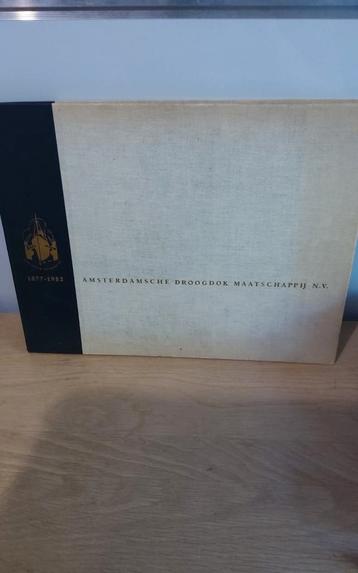 1877-1952
AMSTERDAMSCHE DROOGDOK MAATSCHAPPIJ N.V.